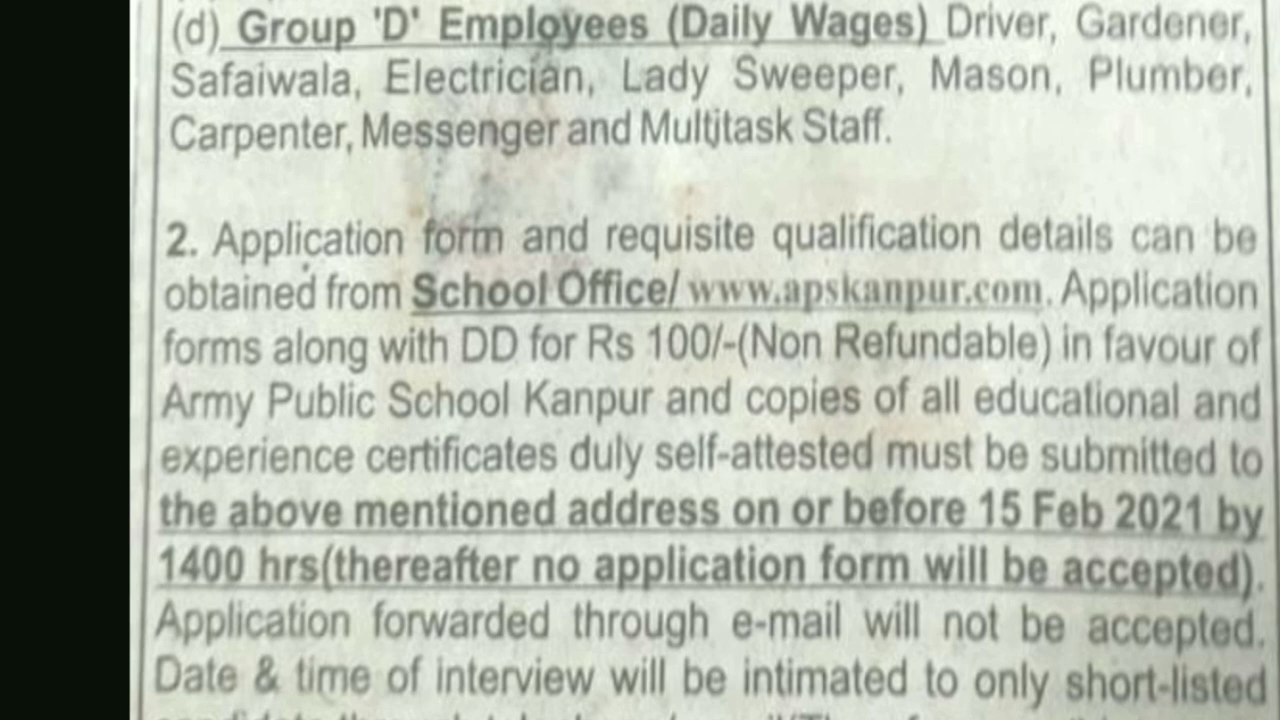 (d) Group 'D' Employees (Daily Wages) Driver, Gardener,
Safaiwala, Electrician, Lady Sweeper, Mason, Plumber,
Carpenter, Messenger and Multitask Staff.
2. Application form and requisite qualification details can be
obtained from School Office/ www.apskanpur.com. Application
forms along with DD for Rs 100/-(Non Refundable) in favour of
Army Public School Kanpur and copies of all educational and
experience certificates duly self-attested must be submitted to
the above mentioned address on or before 15 Feb 2021 by
1400 hrs(thereafter no application form will be accepted).
Application forwarded through e-mail will not be accepted.
Date & time of interview will be intimated to only short-listed